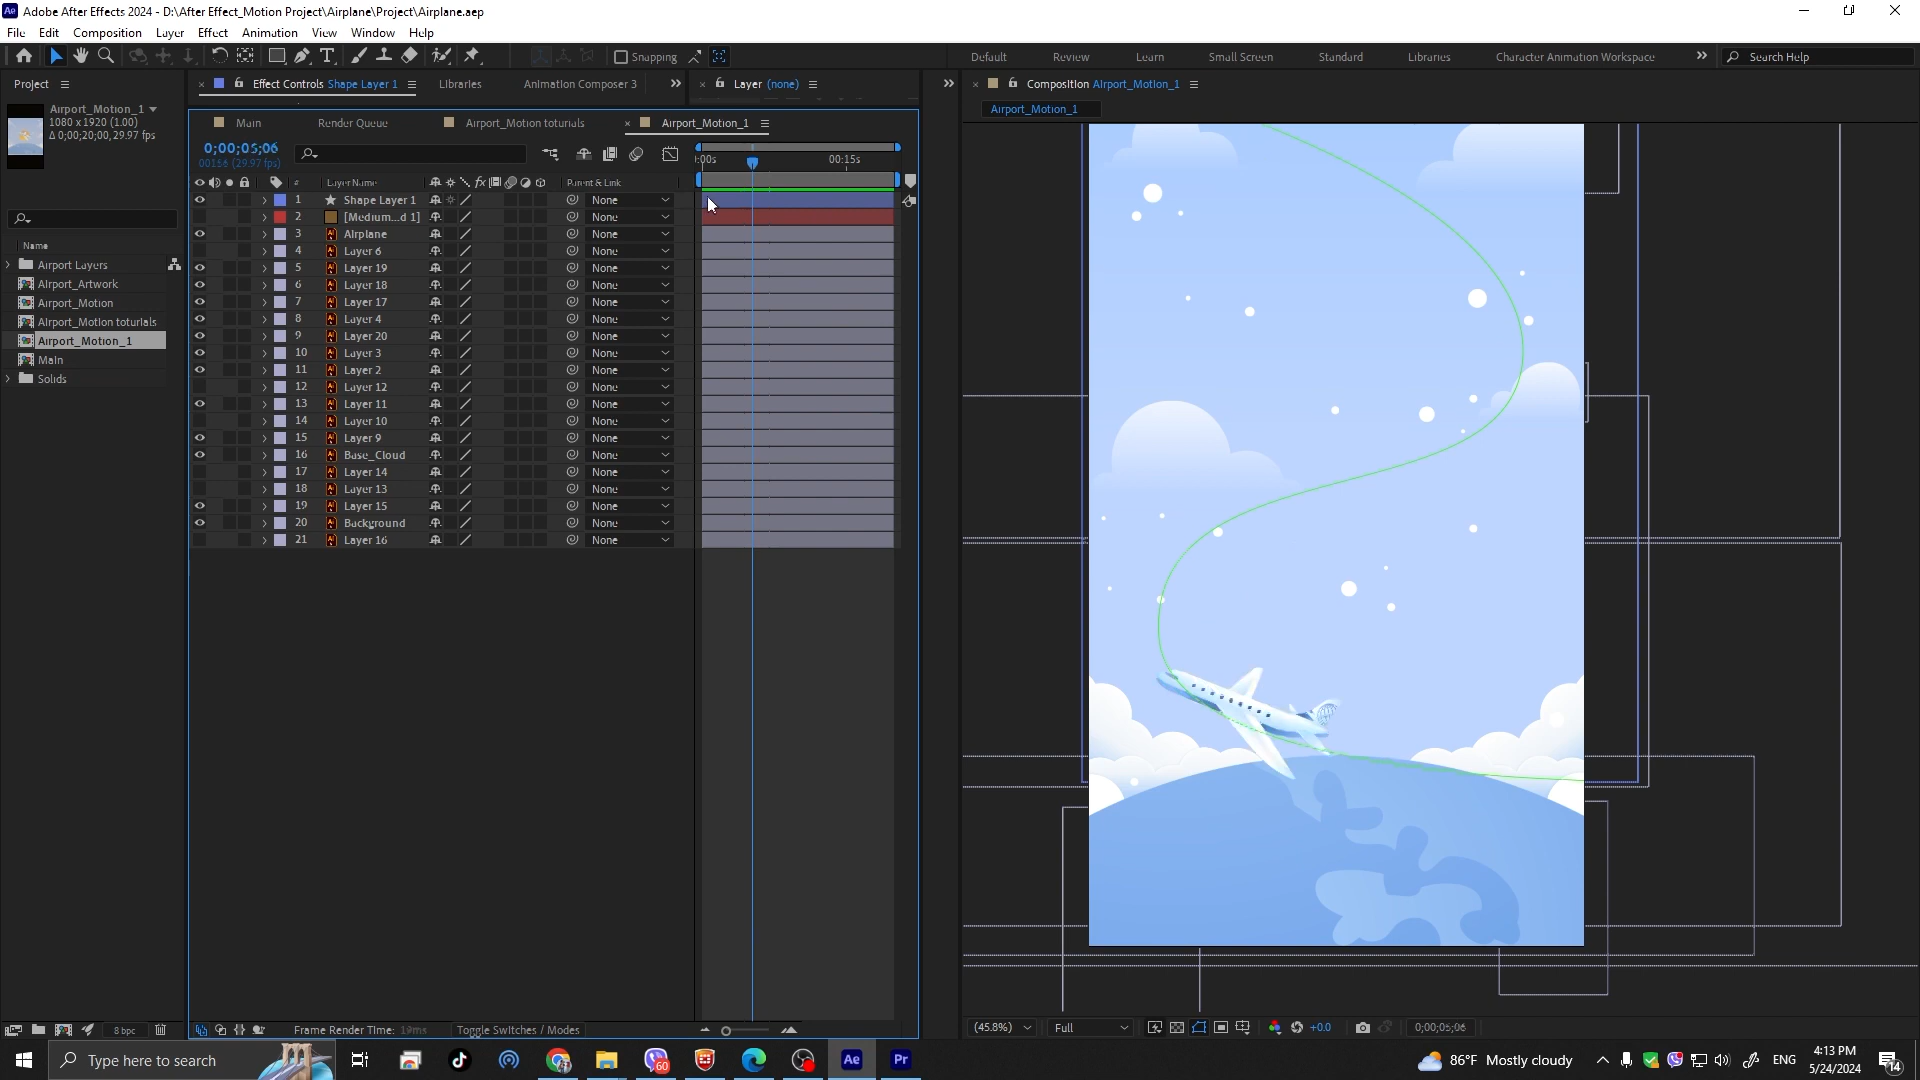 Adobe After Effects 2024 - D:\After Effect_Motion Project\Airplane\Project\Airplane.aep
File Edit Composition Layer Effect Animation View Window Help
Snapping
Default Review Learn Small Screen Standard Libraries Character Animation Workspace Search Help
Project
Effect Controls Shape Layer 1 Libraries Animation Composer 3
Layer (none)
Composition Airport_Motion_1
Airport_Motion_1
1080 x 1920 (1.00)
Δ 0;00;20;00, 29.97 fps
Main Render Queue Airport_Motion toturials Airport_Motion_1
Airport_Motion_1
0;00;05;06
00156 (29.97 fps)
:00s 00:15s
# Layer Name fx Parent & Link
1 Shape Layer 1 None
2 [Medium...d 1] None
3 Airplane None
4 Layer 6 None
5 Layer 19 None
6 Layer 18 None
7 Layer 17 None
8 Layer 4 None
9 Layer 20 None
10 Layer 3 None
11 Layer 2 None
12 Layer 12 None
13 Layer 11 None
14 Layer 10 None
15 Layer 9 None
16 Base_Cloud None
17 Layer 14 None
18 Layer 13 None
19 Layer 15 None
20 Background None
21 Layer 16 None
Name
Airport Layers
Airport_Artwork
Airport_Motion
Airport_Motion toturials
Airport_Motion_1
Main
Solids
8 bpc
Frame Render Time: 19ms Toggle Switches / Modes
(45.8%) Full +0.0 0;00;05;06
Type here to search
60
Ae
Pr
86°F Mostly cloudy
ENG
4:13 PM
5/24/2024
14